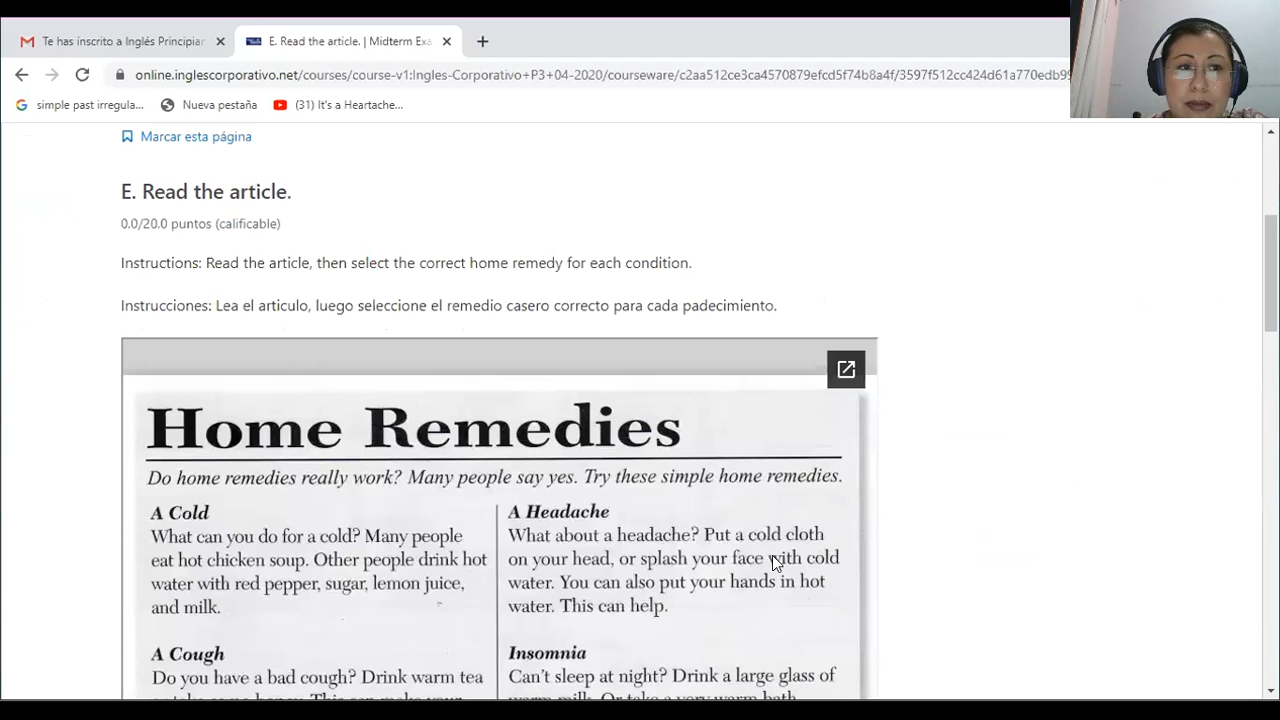 Te has inscrito a Inglés Principian
E. Read the article. | Midterm Exa
online.inglescorporativo.net/courses/course-v1:Ingles-Corporativo+P3+04-2020/courseware/c2aa512ce3ca4570879efcd5f74b8a4f/3597f512cc424d61a770edb99
simple past irregula...
Nueva pestaña
(31) It's a Heartache...
Marcar esta página
E. Read the article.
0.0/20.0 puntos (calificable)
Instructions: Read the article, then select the correct home remedy for each condition.
Instrucciones: Lea el articulo, luego seleccione el remedio casero correcto para cada padecimiento.
Home Remedies
Do home remedies really work? Many people say yes. Try these simple home remedies.
A Cold
What can you do for a cold? Many people
eat hot chicken soup. Other people drink hot
water with red pepper, sugar, lemon juice,
and milk.
A Cough
Do you have a bad cough? Drink warm tea
A Headache
What about a headache? Put a cold cloth
on your head, or splash your face with cold
water. You can also put your hands in hot
water. This can help.
Insomnia
Can't sleep at night? Drink a large glass of
warm milk. Or take a very warm bath